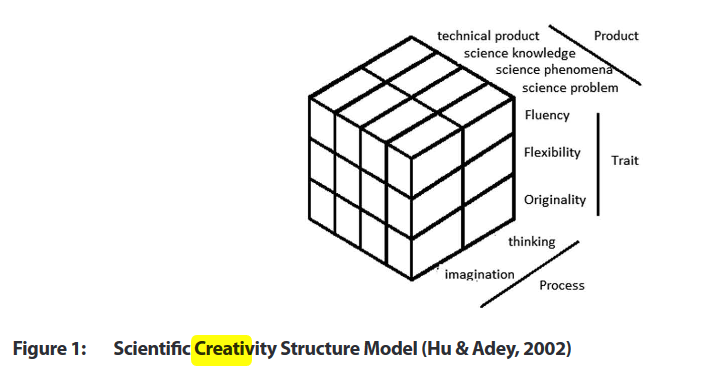 technical product
Product
science knowledge
science phenomena
science problem
Fluency
Flexibility
Trait
Originality
thinking
imagination
Process
Figure 1: Scientific Creativity Structure Model (Hu & Adey, 2002)